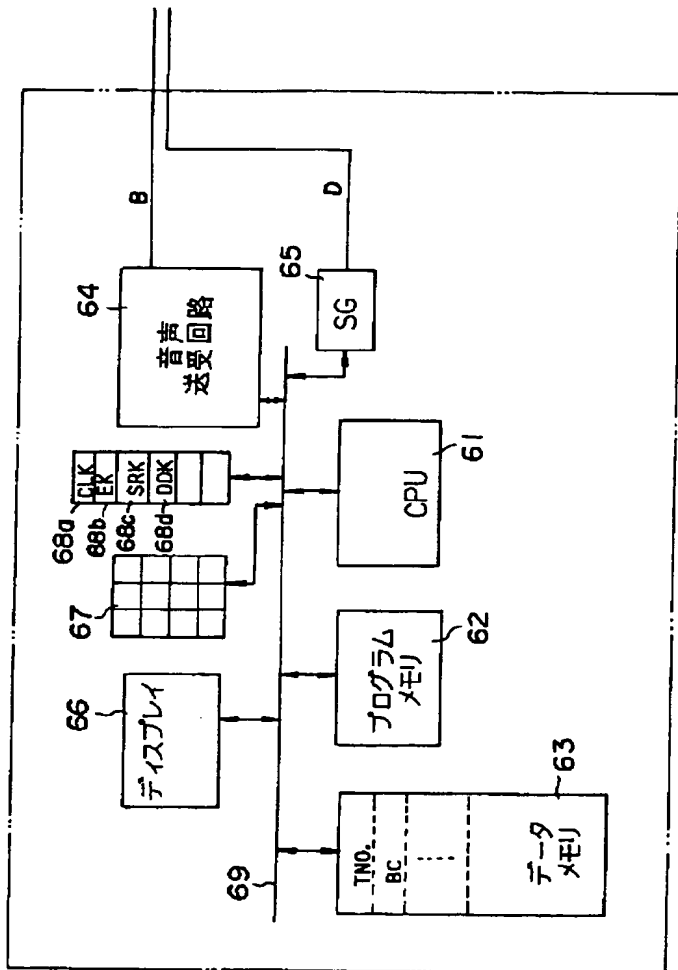 B
D
64
音声
送受回路
65
SG
68a
CLK
68b
EK
68c
SRK
68d
DDK
67
66
ディスプレイ
61
CPU
62
プログラム
メモリ
63
TNO.
BC
データ
メモリ
69